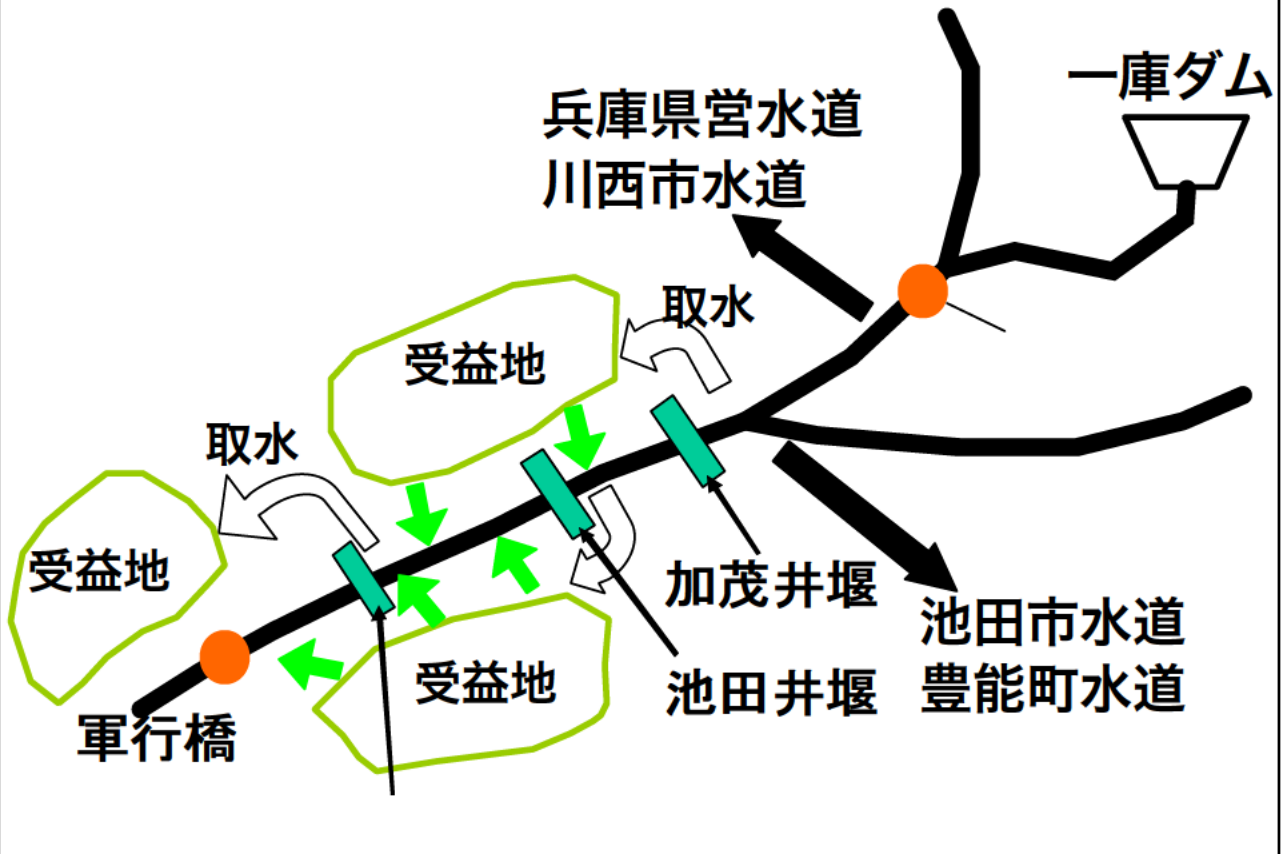 一庫ダム
兵庫県営水道
川西市水道
取水
受益地
取水
受益地
加茂井堰
池田市水道
豊能町水道
受益地
池田井堰
軍行橋